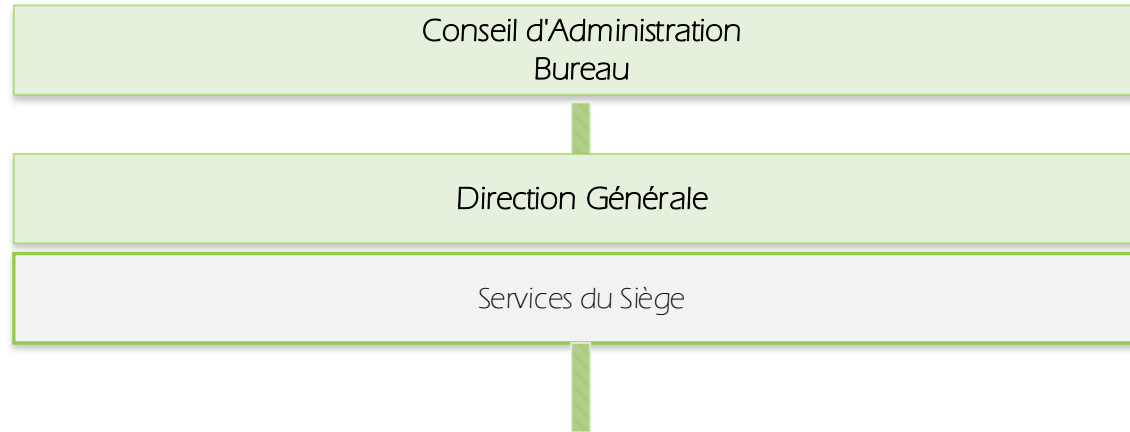 Conseil d'Administration
Bureau
Direction Générale
Services du Siège